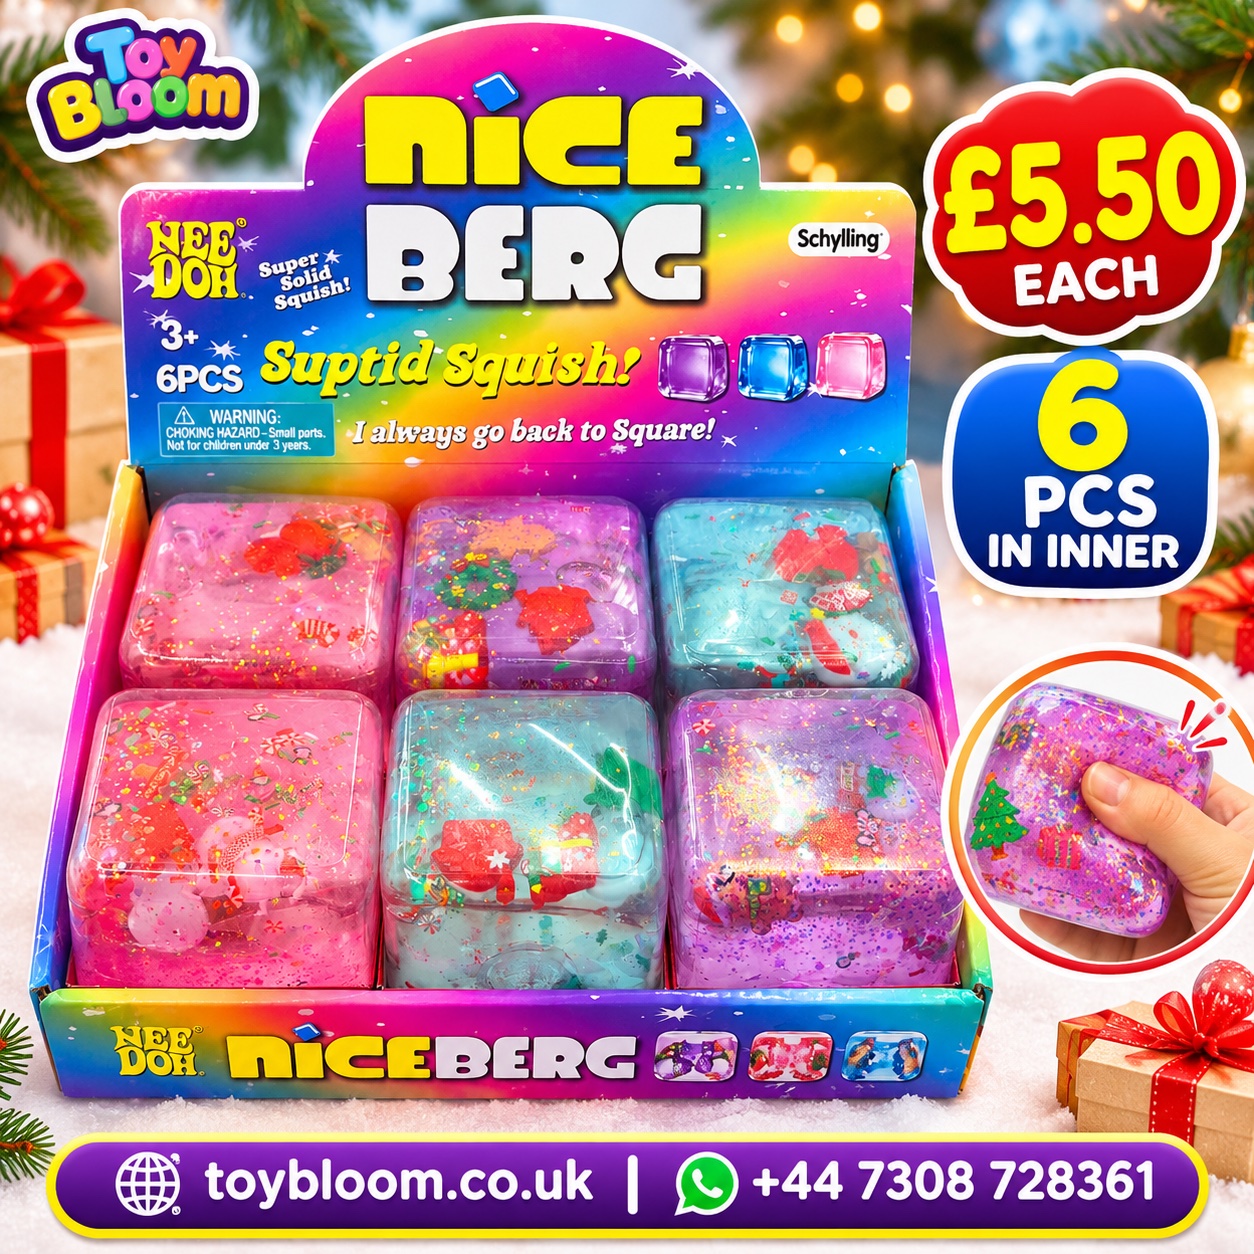 Toy
Bloom
NiCE
BERG
NEE
DOH
Super
Solid
Squish!
Schylling
3+
6PCS
Suptid Squish!
WARNING:
CHOKING HAZARD – Small parts.
Not for children under 3 years.
I always go back to Square!
£5.50
EACH
6
PCS
IN INNER
NEE
DOH
NiCEBERG
toybloom.co.uk | +44 7308 728361